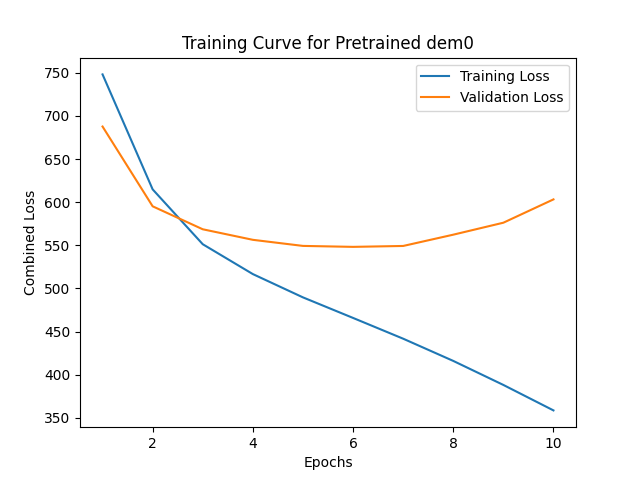 Training Curve for Pretrained dem0
Training Loss
Validation Loss
750
700
650
600
550
500
450
400
350
Combined Loss
2
4
6
8
10
Epochs